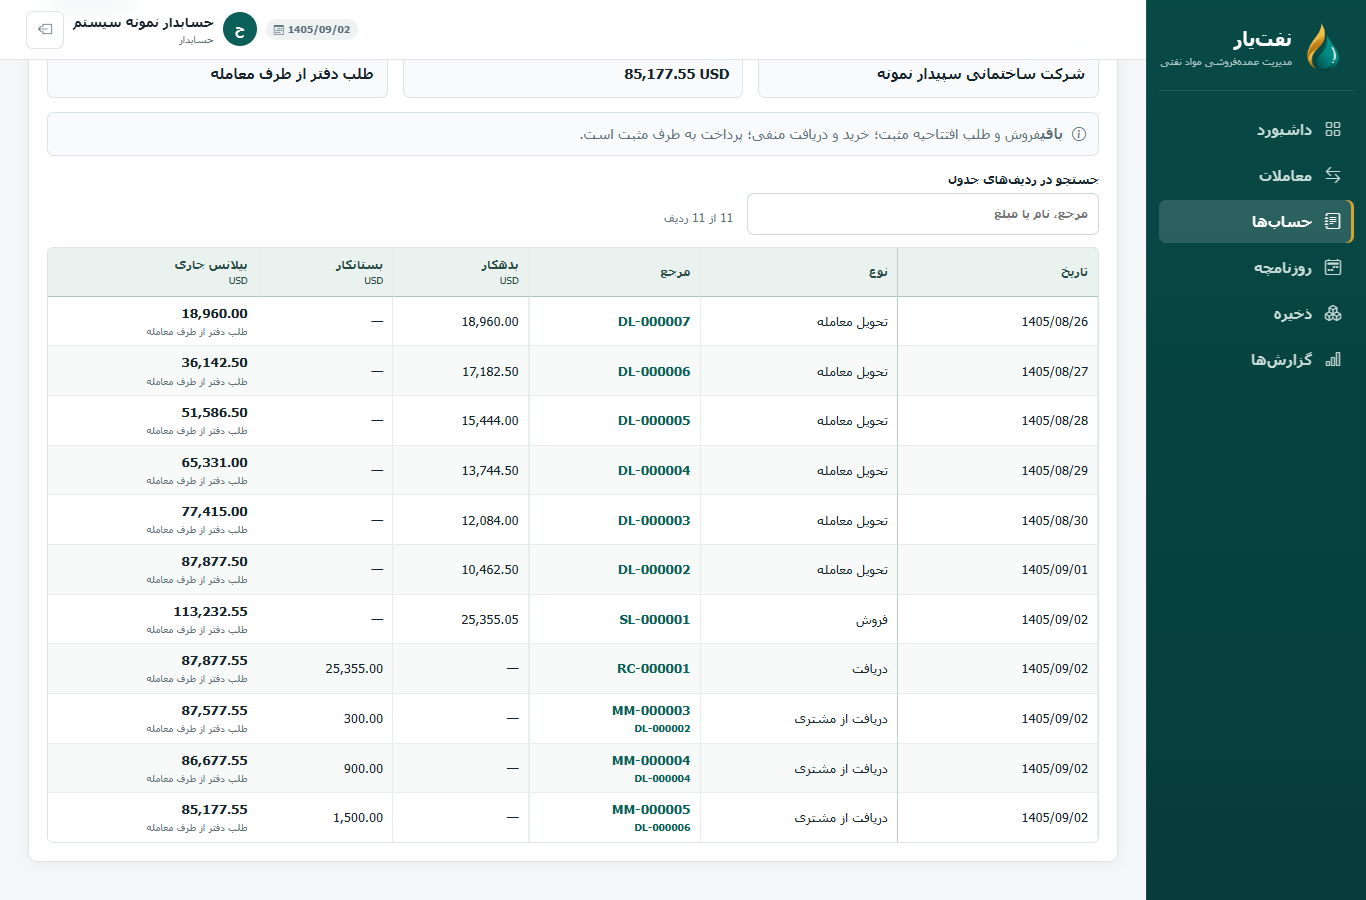 نفت‌یار
مدیریت عمده‌فروشی مواد نفتی
داشبورد
معاملات
حساب‌ها
روزنامچه
ذخیره
گزارش‌ها
1405/09/02
ح
حسابدار نمونه سیستم
حسابدار
شرکت ساختمانی سپیدار نمونه
85,177.55 USD
طلب دفتر از طرف معامله
باقیفروش و طلب افتتاحیه مثبت؛ خرید و دریافت منفی؛ پرداخت به طرف مثبت است.
جستجو در ردیف‌های جدول
مرجع، نام یا مبلغ
11 از 11 ردیف
تاریخ نوع مرجع بدهکار USD بستانکار USD بیلانس جاری USD
1405/08/26 تحویل معامله DL-000007 18,960.00 — 18,960.00
طلب دفتر از طرف معامله
1405/08/27 تحویل معامله DL-000006 17,182.50 — 36,142.50
طلب دفتر از طرف معامله
1405/08/28 تحویل معامله DL-000005 15,444.00 — 51,586.50
طلب دفتر از طرف معامله
1405/08/29 تحویل معامله DL-000004 13,744.50 — 65,331.00
طلب دفتر از طرف معامله
1405/08/30 تحویل معامله DL-000003 12,084.00 — 77,415.00
طلب دفتر از طرف معامله
1405/09/01 تحویل معامله DL-000002 10,462.50 — 87,877.50
طلب دفتر از طرف معامله
1405/09/02 فروش SL-000001 25,355.05 — 113,232.55
طلب دفتر از طرف معامله
1405/09/02 دریافت RC-000001 — 25,355.00 87,877.55
طلب دفتر از طرف معامله
1405/09/02 دریافت از مشتری MM-000003 — 300.00 87,577.55
DL-000002 طلب دفتر از طرف معامله
1405/09/02 دریافت از مشتری MM-000004 — 900.00 86,677.55
DL-000004 طلب دفتر از طرف معامله
1405/09/02 دریافت از مشتری MM-000005 — 1,500.00 85,177.55
DL-000006 طلب دفتر از طرف معامله